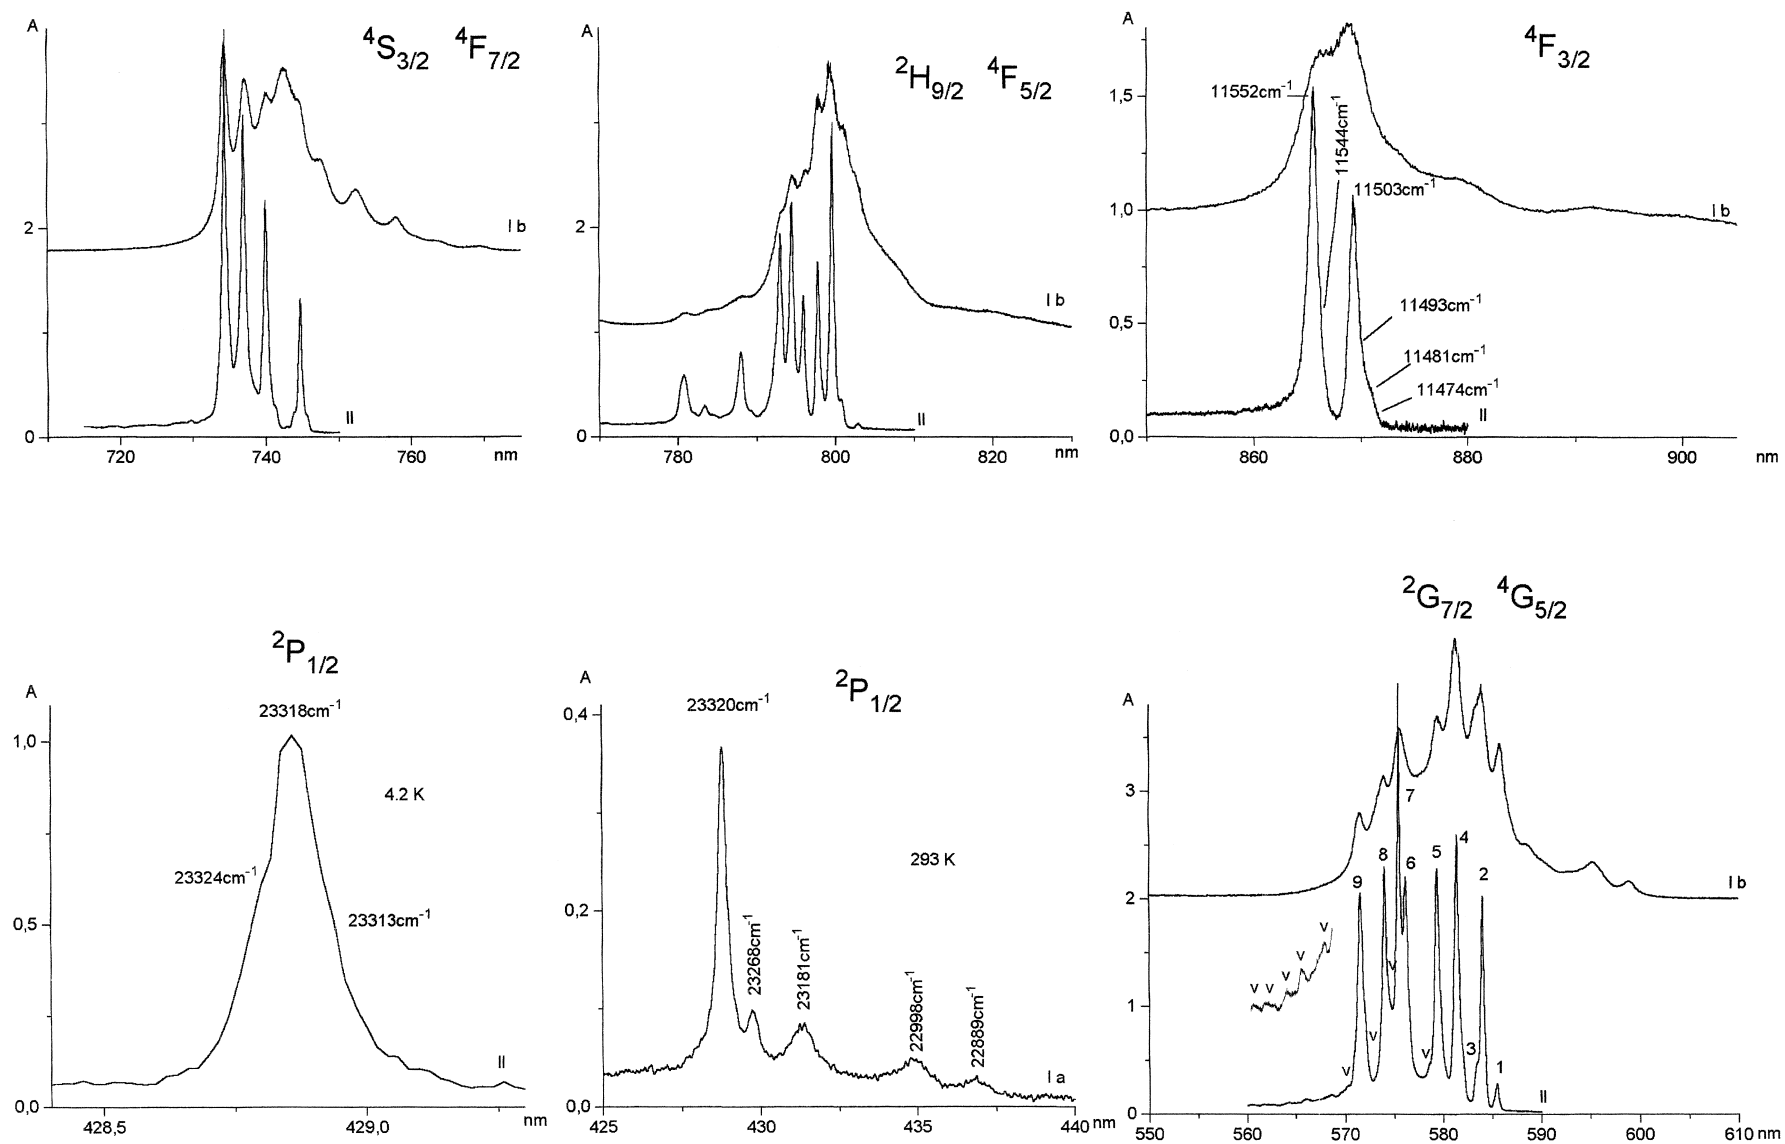 A
⁴S₃/₂ ⁴F₇/₂
2
0
I b
II
720 740 760 nm
A
²H₉/₂ ⁴F₅/₂
2
0
I b
II
780 800 820 nm
A
⁴F₃/₂
1,5
1,0
0,5
0,0
11552cm⁻¹
11544cm⁻¹
11503cm⁻¹
11493cm⁻¹
11481cm⁻¹
11474cm⁻¹
I b
II
860 880 900 nm
²P₁/₂
A
23318cm⁻¹
1,0
4.2 K
23324cm⁻¹
23313cm⁻¹
0,5
II
0,0
428,5 429,0 nm
A
²P₁/₂
23320cm⁻¹
0,4
293 K
0,2
23268cm⁻¹
23181cm⁻¹
22998cm⁻¹
22889cm⁻¹
I a
0,0
425 430 435 440 nm
²G₇/₂ ⁴G₅/₂
A
3
2
1
0
7
4
8 5
6
9 2
I b
v
v
v
v v
v
v
v
v
3
1
II
550 560 570 580 590 600 610 nm